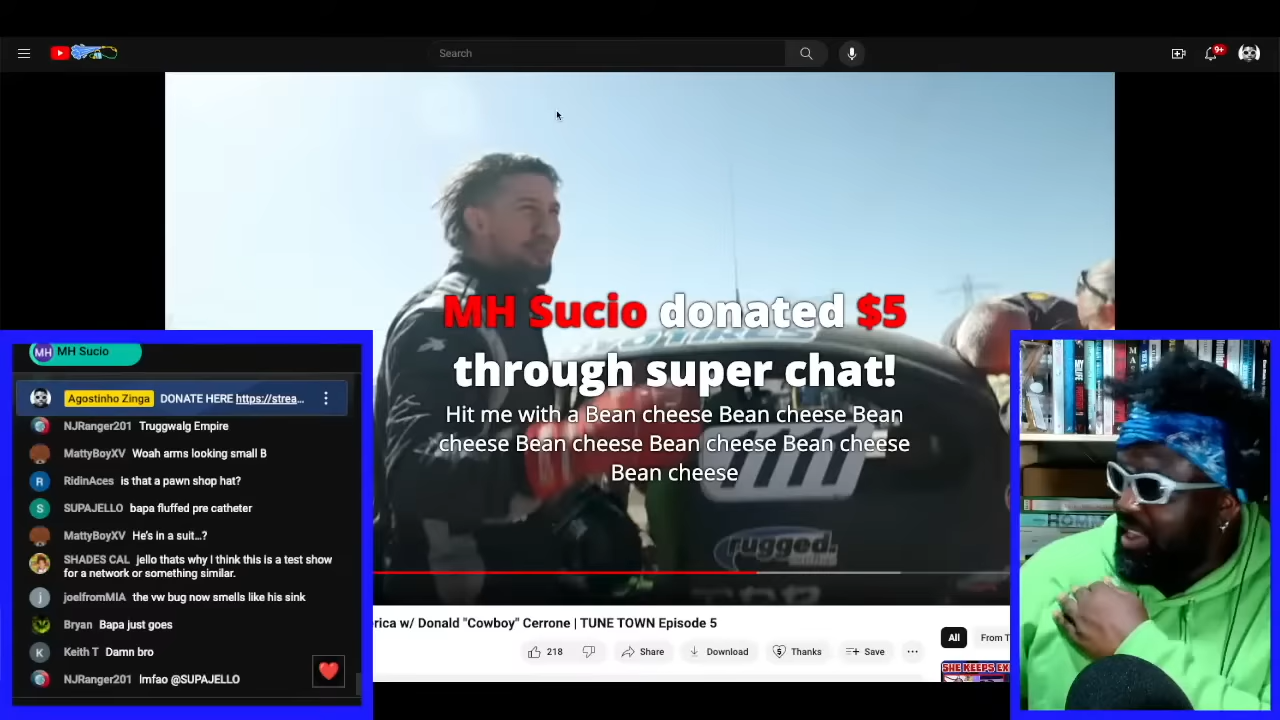 Search
9+
MH Sucio donated $5
through super chat!
Hit me with a Bean cheese Bean cheese Bean
cheese Bean cheese Bean cheese Bean cheese
Bean cheese
rugged.
MH MH Sucio
Agostinho Zinga DONATE HERE https://strea...
NJRanger201 Truggwalg Empire
MattyBoyXV Woah arms looking small B
R RidinAces is that a pawn shop hat?
S SUPAJELLO bapa fluffed pre catheter
MattyBoyXV He's in a suit..?
SHADES CAL jello thats why I think this is a test show
for a network or something similar.
j joelfromMIA the vw bug now smells like his sink
Bryan Bapa just goes
K Keith T Damn bro
NJRanger201 lmfao @SUPAJELLO
rica w/ Donald "Cowboy" Cerrone | TUNE TOWN Episode 5
218 Share Download Thanks Save
All From T
SHE KEEPS EX